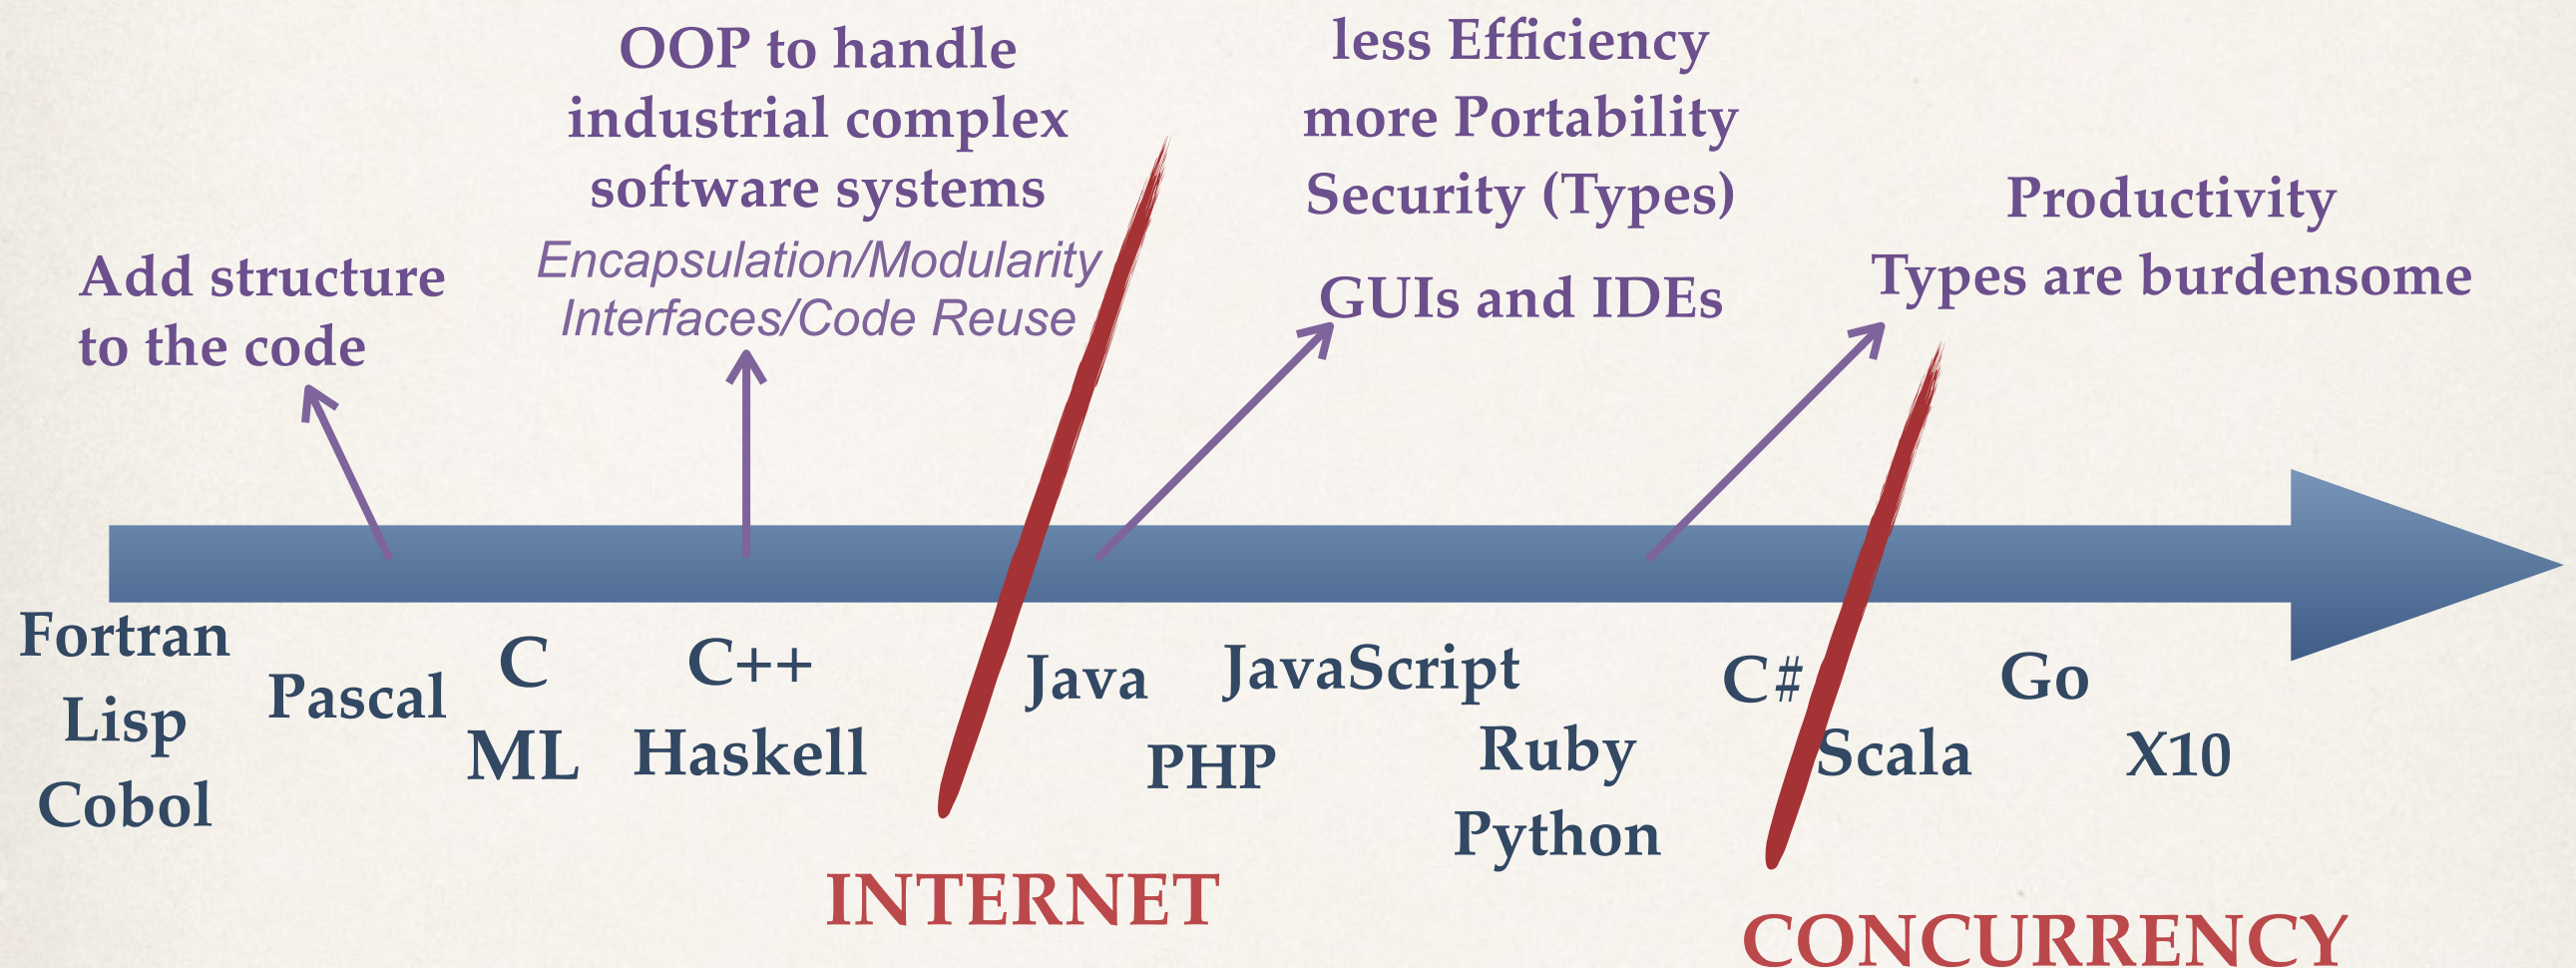 OOP to handle
industrial complex
software systems
Encapsulation/Modularity
Interfaces/Code Reuse
less Efficiency
more Portability
Security (Types)
GUIs and IDEs
Productivity
Types are burdensome
Add structure
to the code
Fortran
Lisp
Cobol
Pascal
C
ML
C++
Haskell
Java
PHP
JavaScript
Ruby
Python
C#
Scala
Go
X10
INTERNET
CONCURRENCY